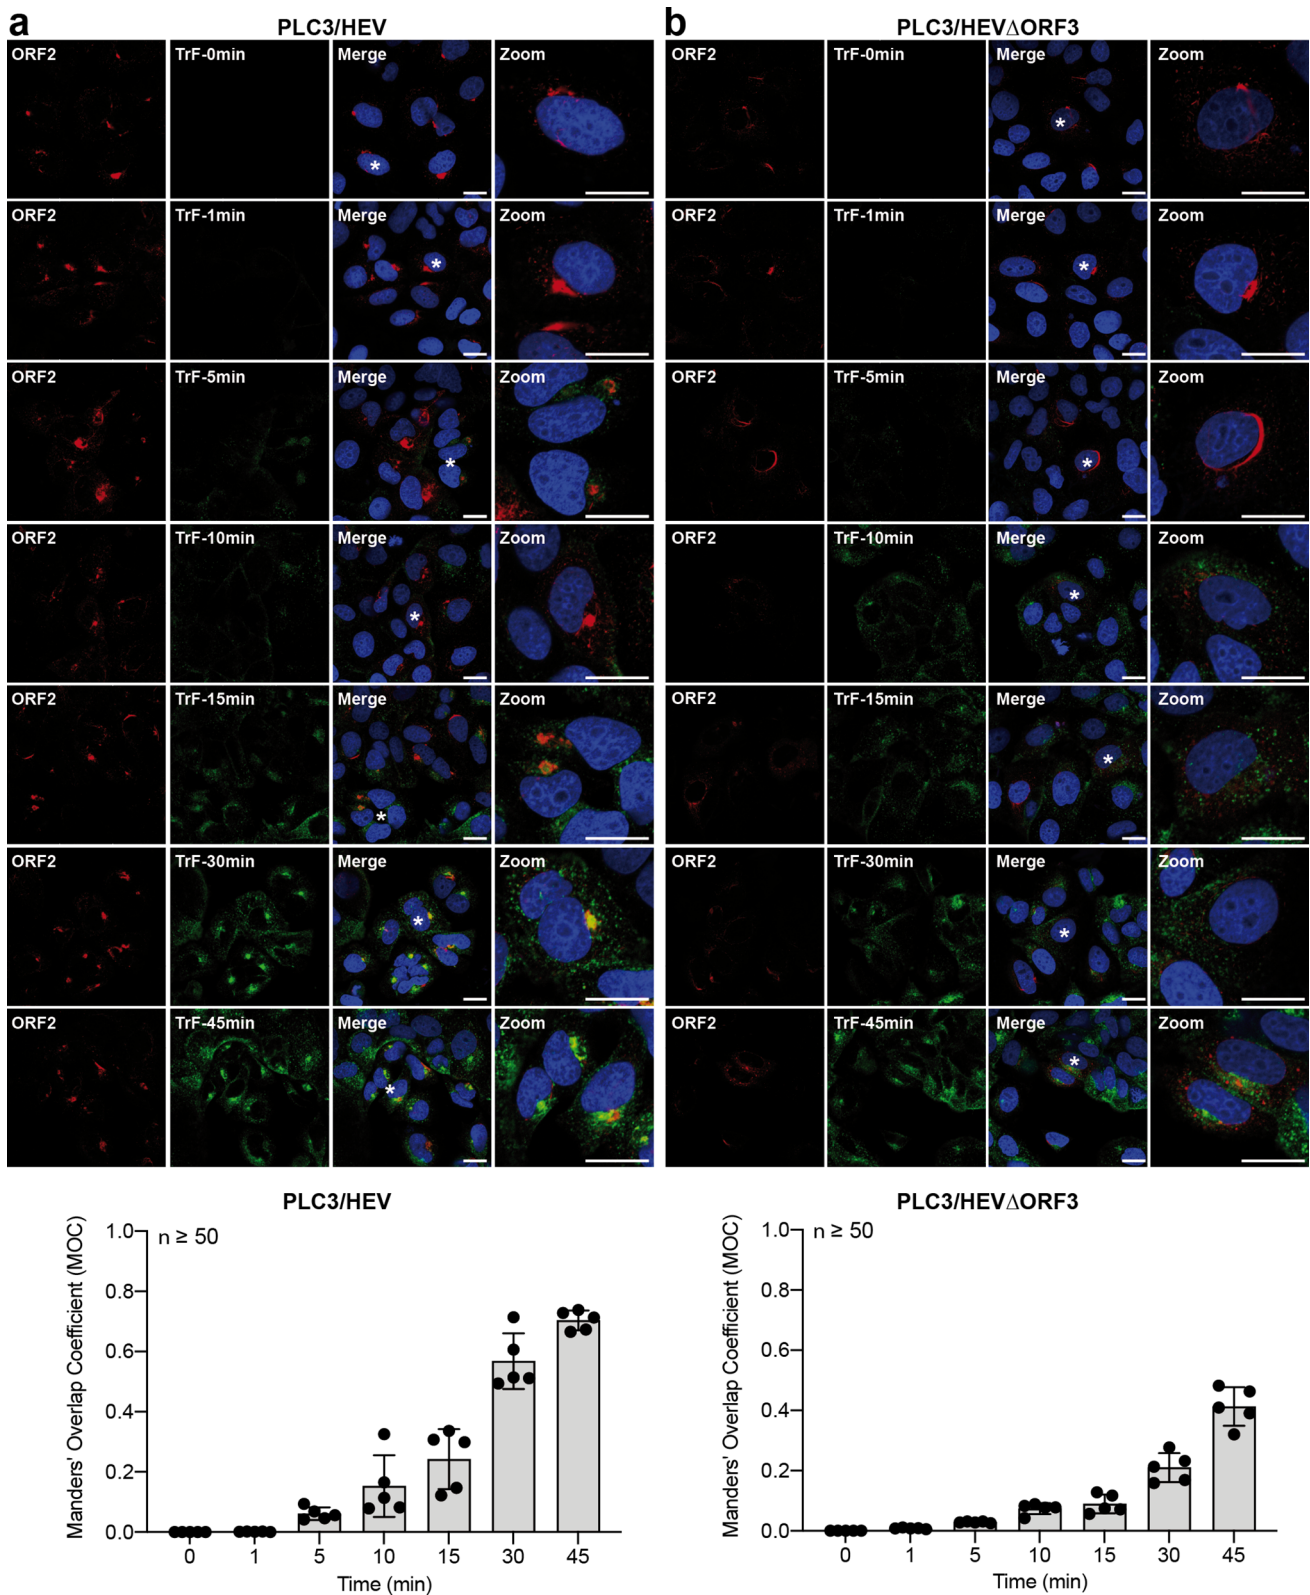 a
PLC3/HEV
ORF2 TrF-0min Merge Zoom
*
ORF2 TrF-1min Merge Zoom
*
ORF2 TrF-5min Merge Zoom
*
ORF2 TrF-10min Merge Zoom
*
ORF2 TrF-15min Merge Zoom
*
ORF2 TrF-30min Merge Zoom
*
ORF2 TrF-45min Merge Zoom
*
b
PLC3/HEVΔORF3
ORF2 TrF-0min Merge Zoom
*
ORF2 TrF-1min Merge Zoom
*
ORF2 TrF-5min Merge Zoom
*
ORF2 TrF-10min Merge Zoom
*
ORF2 TrF-15min Merge Zoom
*
ORF2 TrF-30min Merge Zoom
*
ORF2 TrF-45min Merge Zoom
*
PLC3/HEV
Manders' Overlap Coefficient (MOC)
1.0
0.8
0.6
0.4
0.2
0.0
n ≥ 50
0 1 5 10 15 30 45
Time (min)
PLC3/HEVΔORF3
Manders' Overlap Coefficient (MOC)
1.0
0.8
0.6
0.4
0.2
0.0
n ≥ 50
0 1 5 10 15 30 45
Time (min)